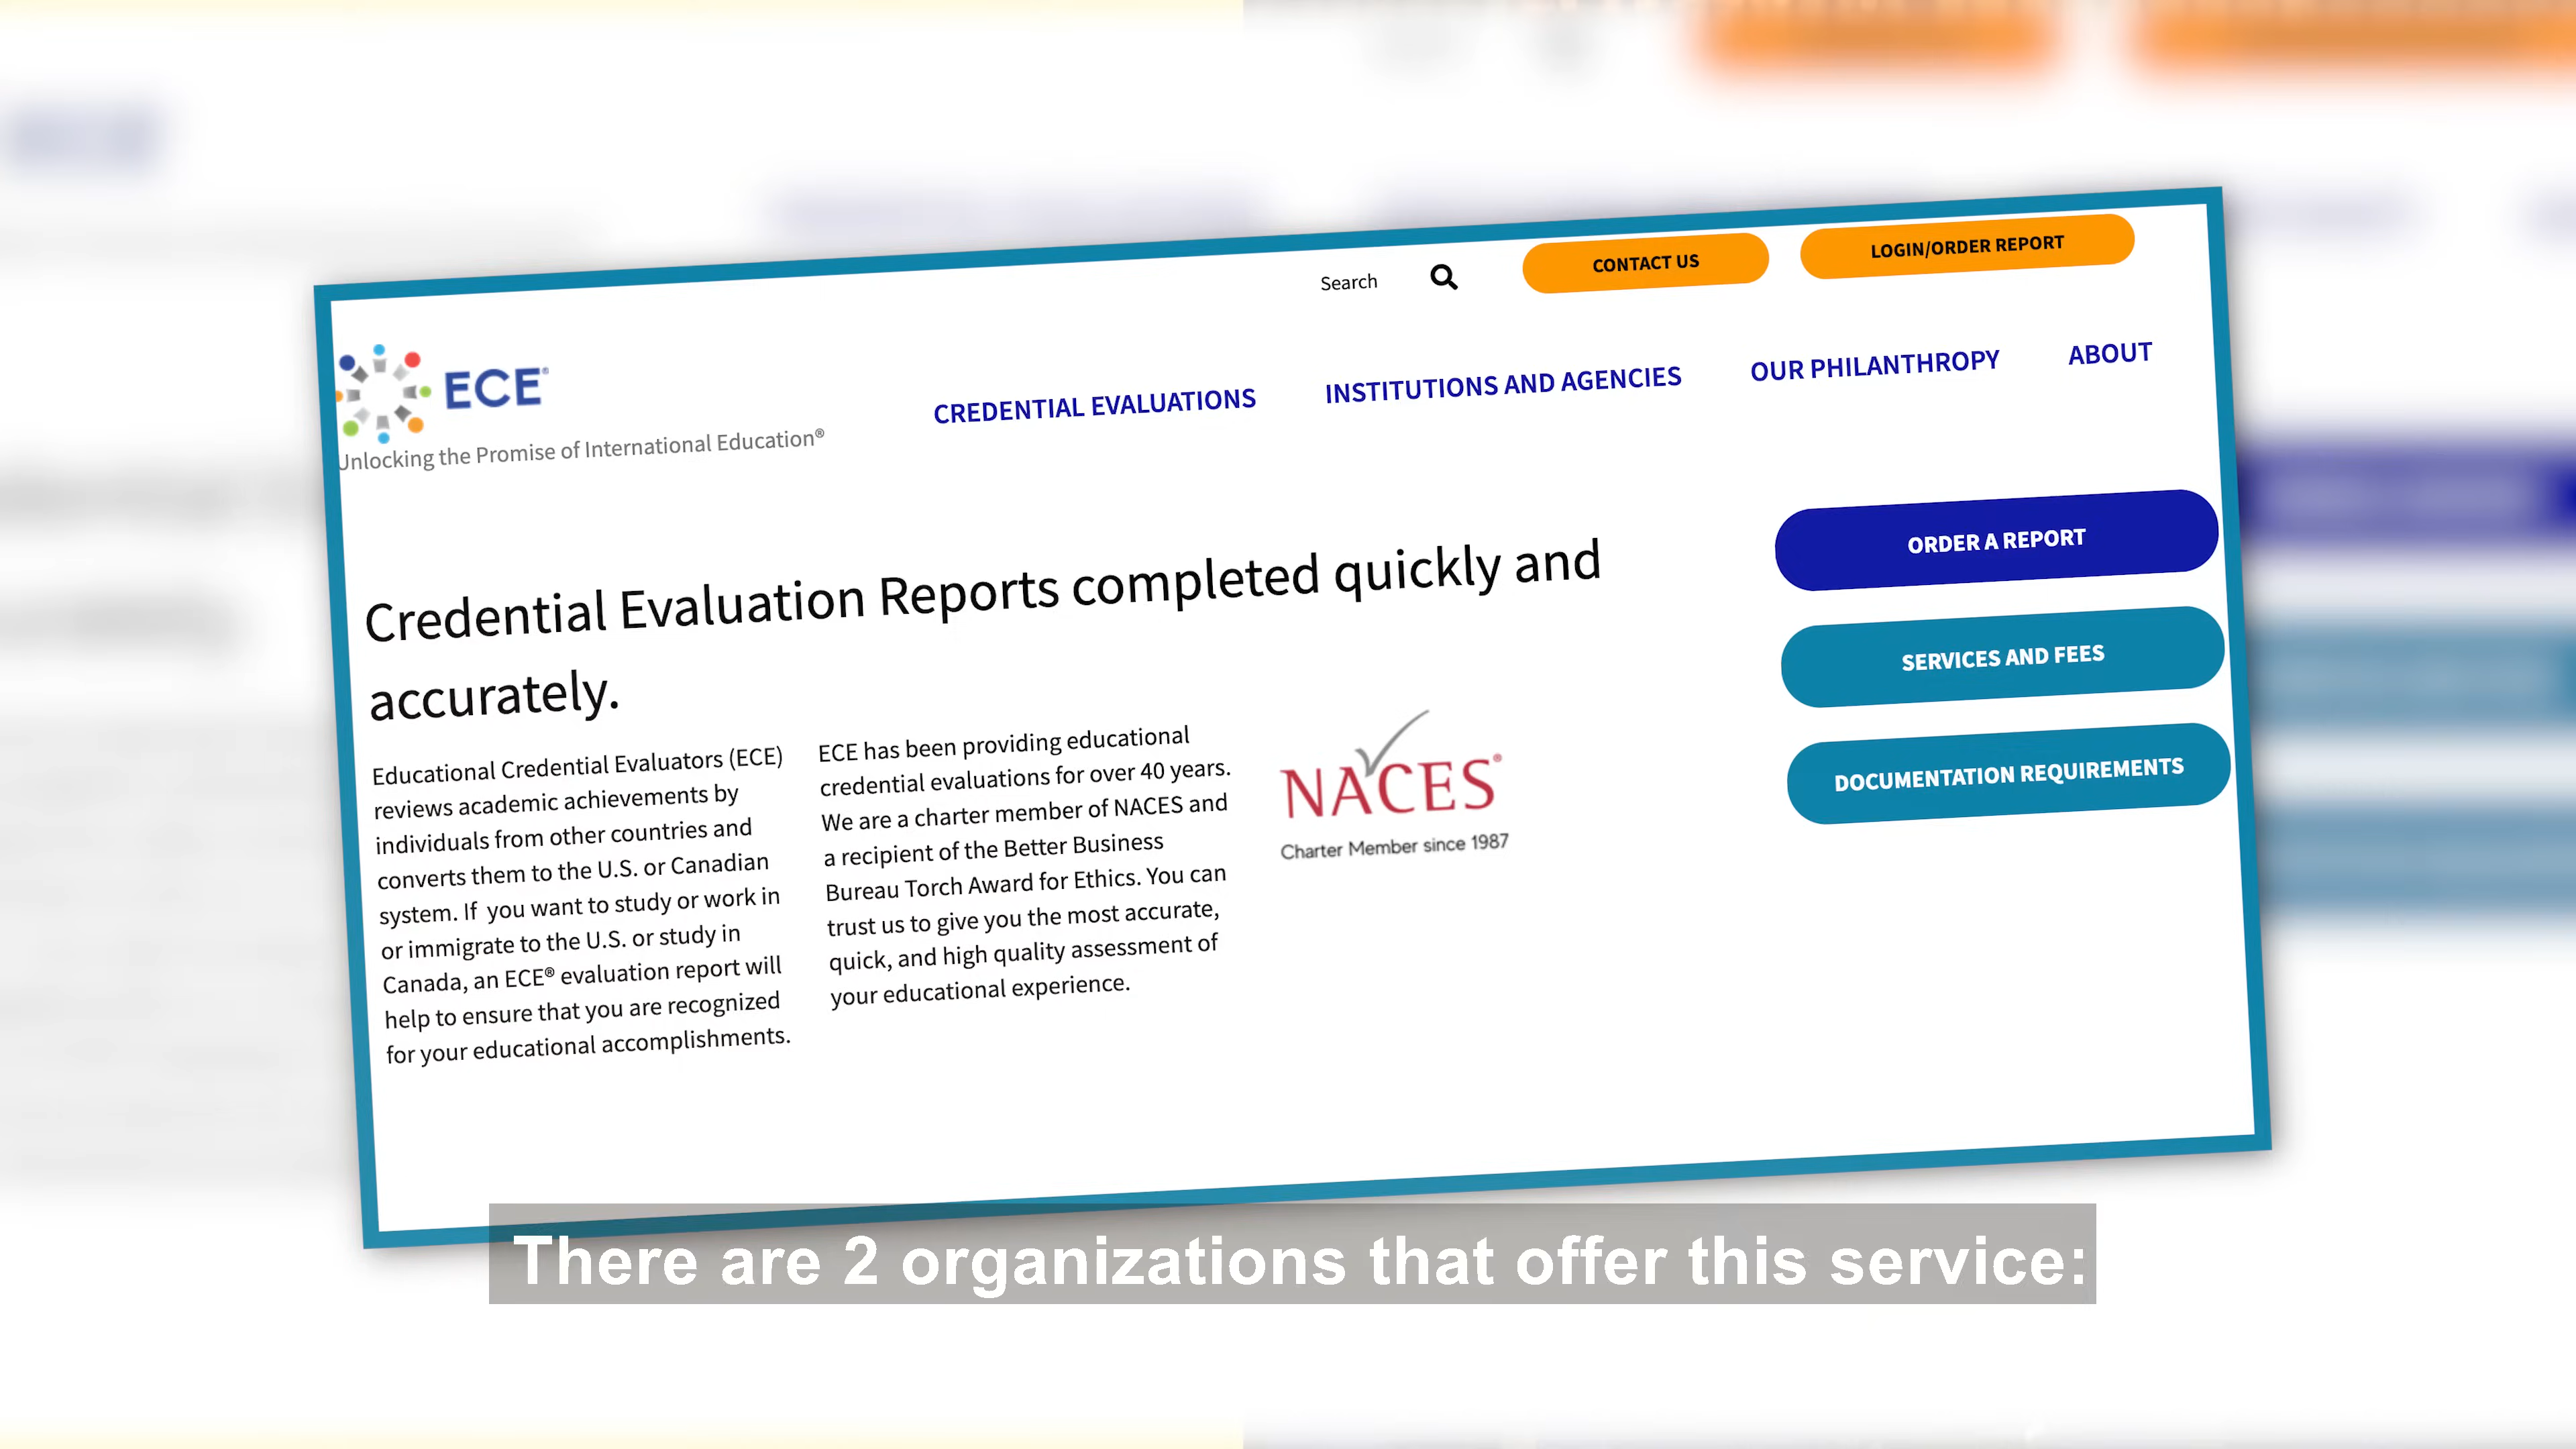 Search
CONTACT US
LOGIN/ORDER REPORT
ECE®
Unlocking the Promise of International Education®
CREDENTIAL EVALUATIONS
INSTITUTIONS AND AGENCIES
OUR PHILANTHROPY
ABOUT
Credential Evaluation Reports completed quickly and
accurately.
Educational Credential Evaluators (ECE)
reviews academic achievements by
individuals from other countries and
converts them to the U.S. or Canadian
system. If you want to study or work in
or immigrate to the U.S. or study in
Canada, an ECE® evaluation report will
help to ensure that you are recognized
for your educational accomplishments.
ECE has been providing educational
credential evaluations for over 40 years.
We are a charter member of NACES and
a recipient of the Better Business
Bureau Torch Award for Ethics. You can
trust us to give you the most accurate,
quick, and high quality assessment of
your educational experience.
NACES®
Charter Member since 1987
ORDER A REPORT
SERVICES AND FEES
DOCUMENTATION REQUIREMENTS
There are 2 organizations that offer this service: